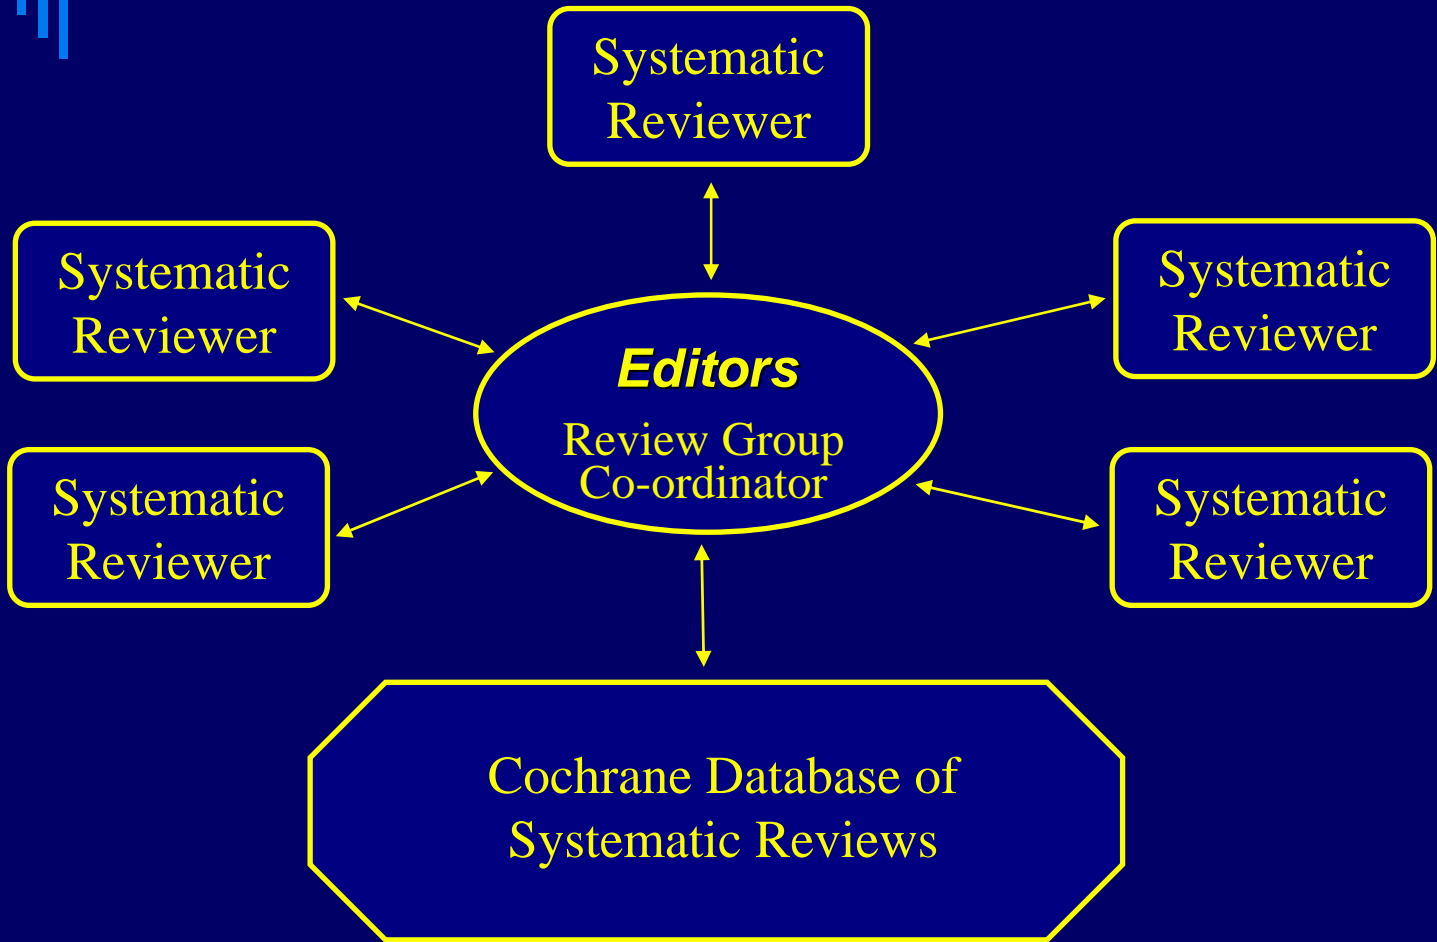 Systematic
Reviewer
Systematic
Reviewer
Systematic
Reviewer
Editors
Review Group
Co-ordinator
Systematic
Reviewer
Systematic
Reviewer
Cochrane Database of
Systematic Reviews